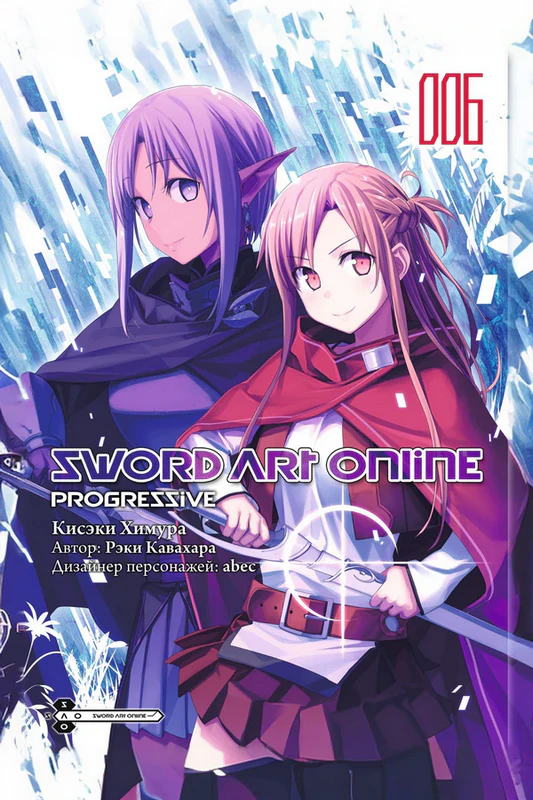 006
SWORD ART ONLINE
PROGRESSIVE
Кисэки Химура
Автор: Рэки Кавахара
Дизайнер персонажей: abec
S
S A O
O
SWORD ART ONLINE